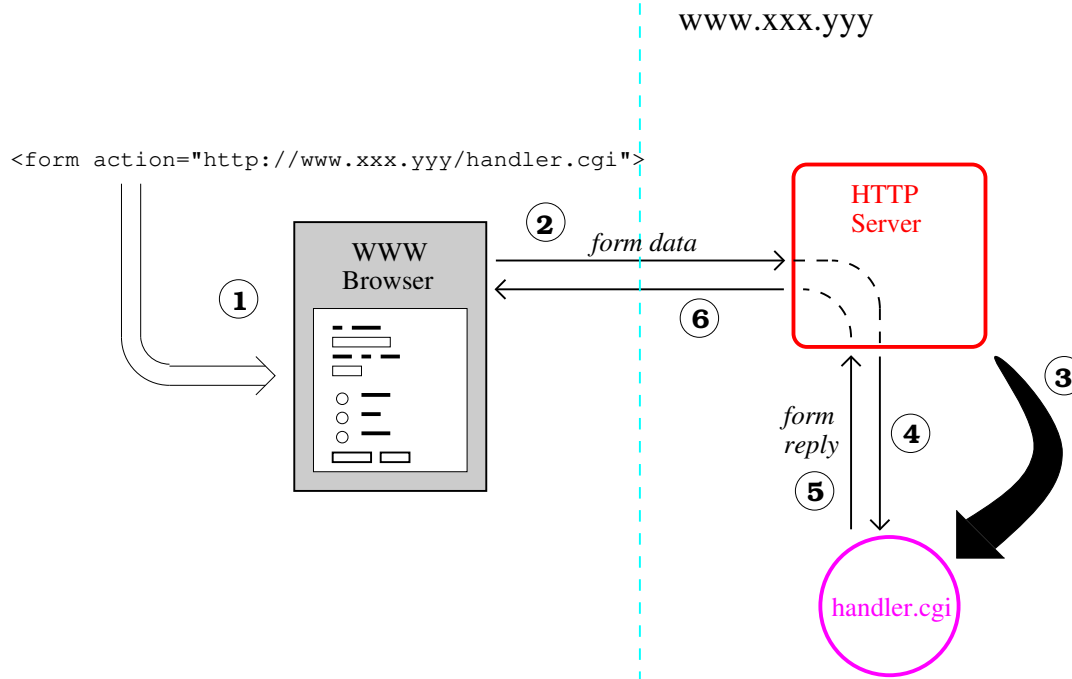 www.xxx.yyy
<form action="http://www.xxx.yyy/handler.cgi">
HTTP
Server
2
form data
WWW
Browser
1
6
3
form
reply
4
5
handler.cgi